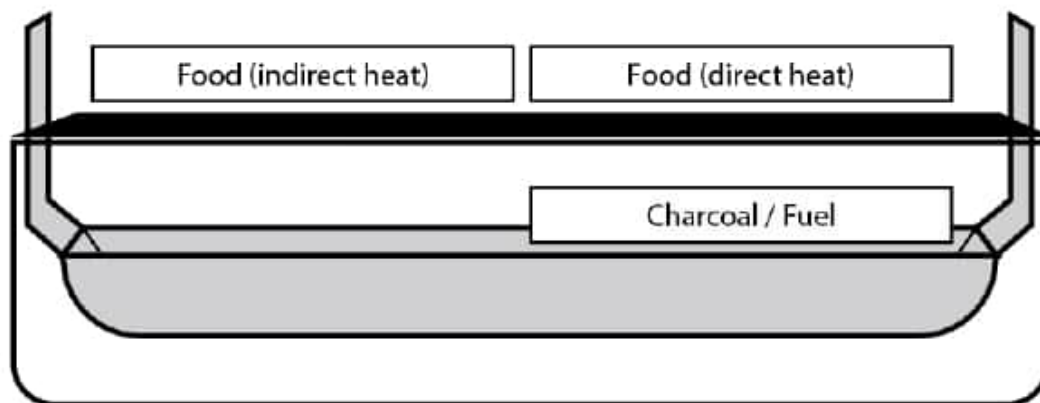 Food (indirect heat)
Food (direct heat)
Charcoal / Fuel